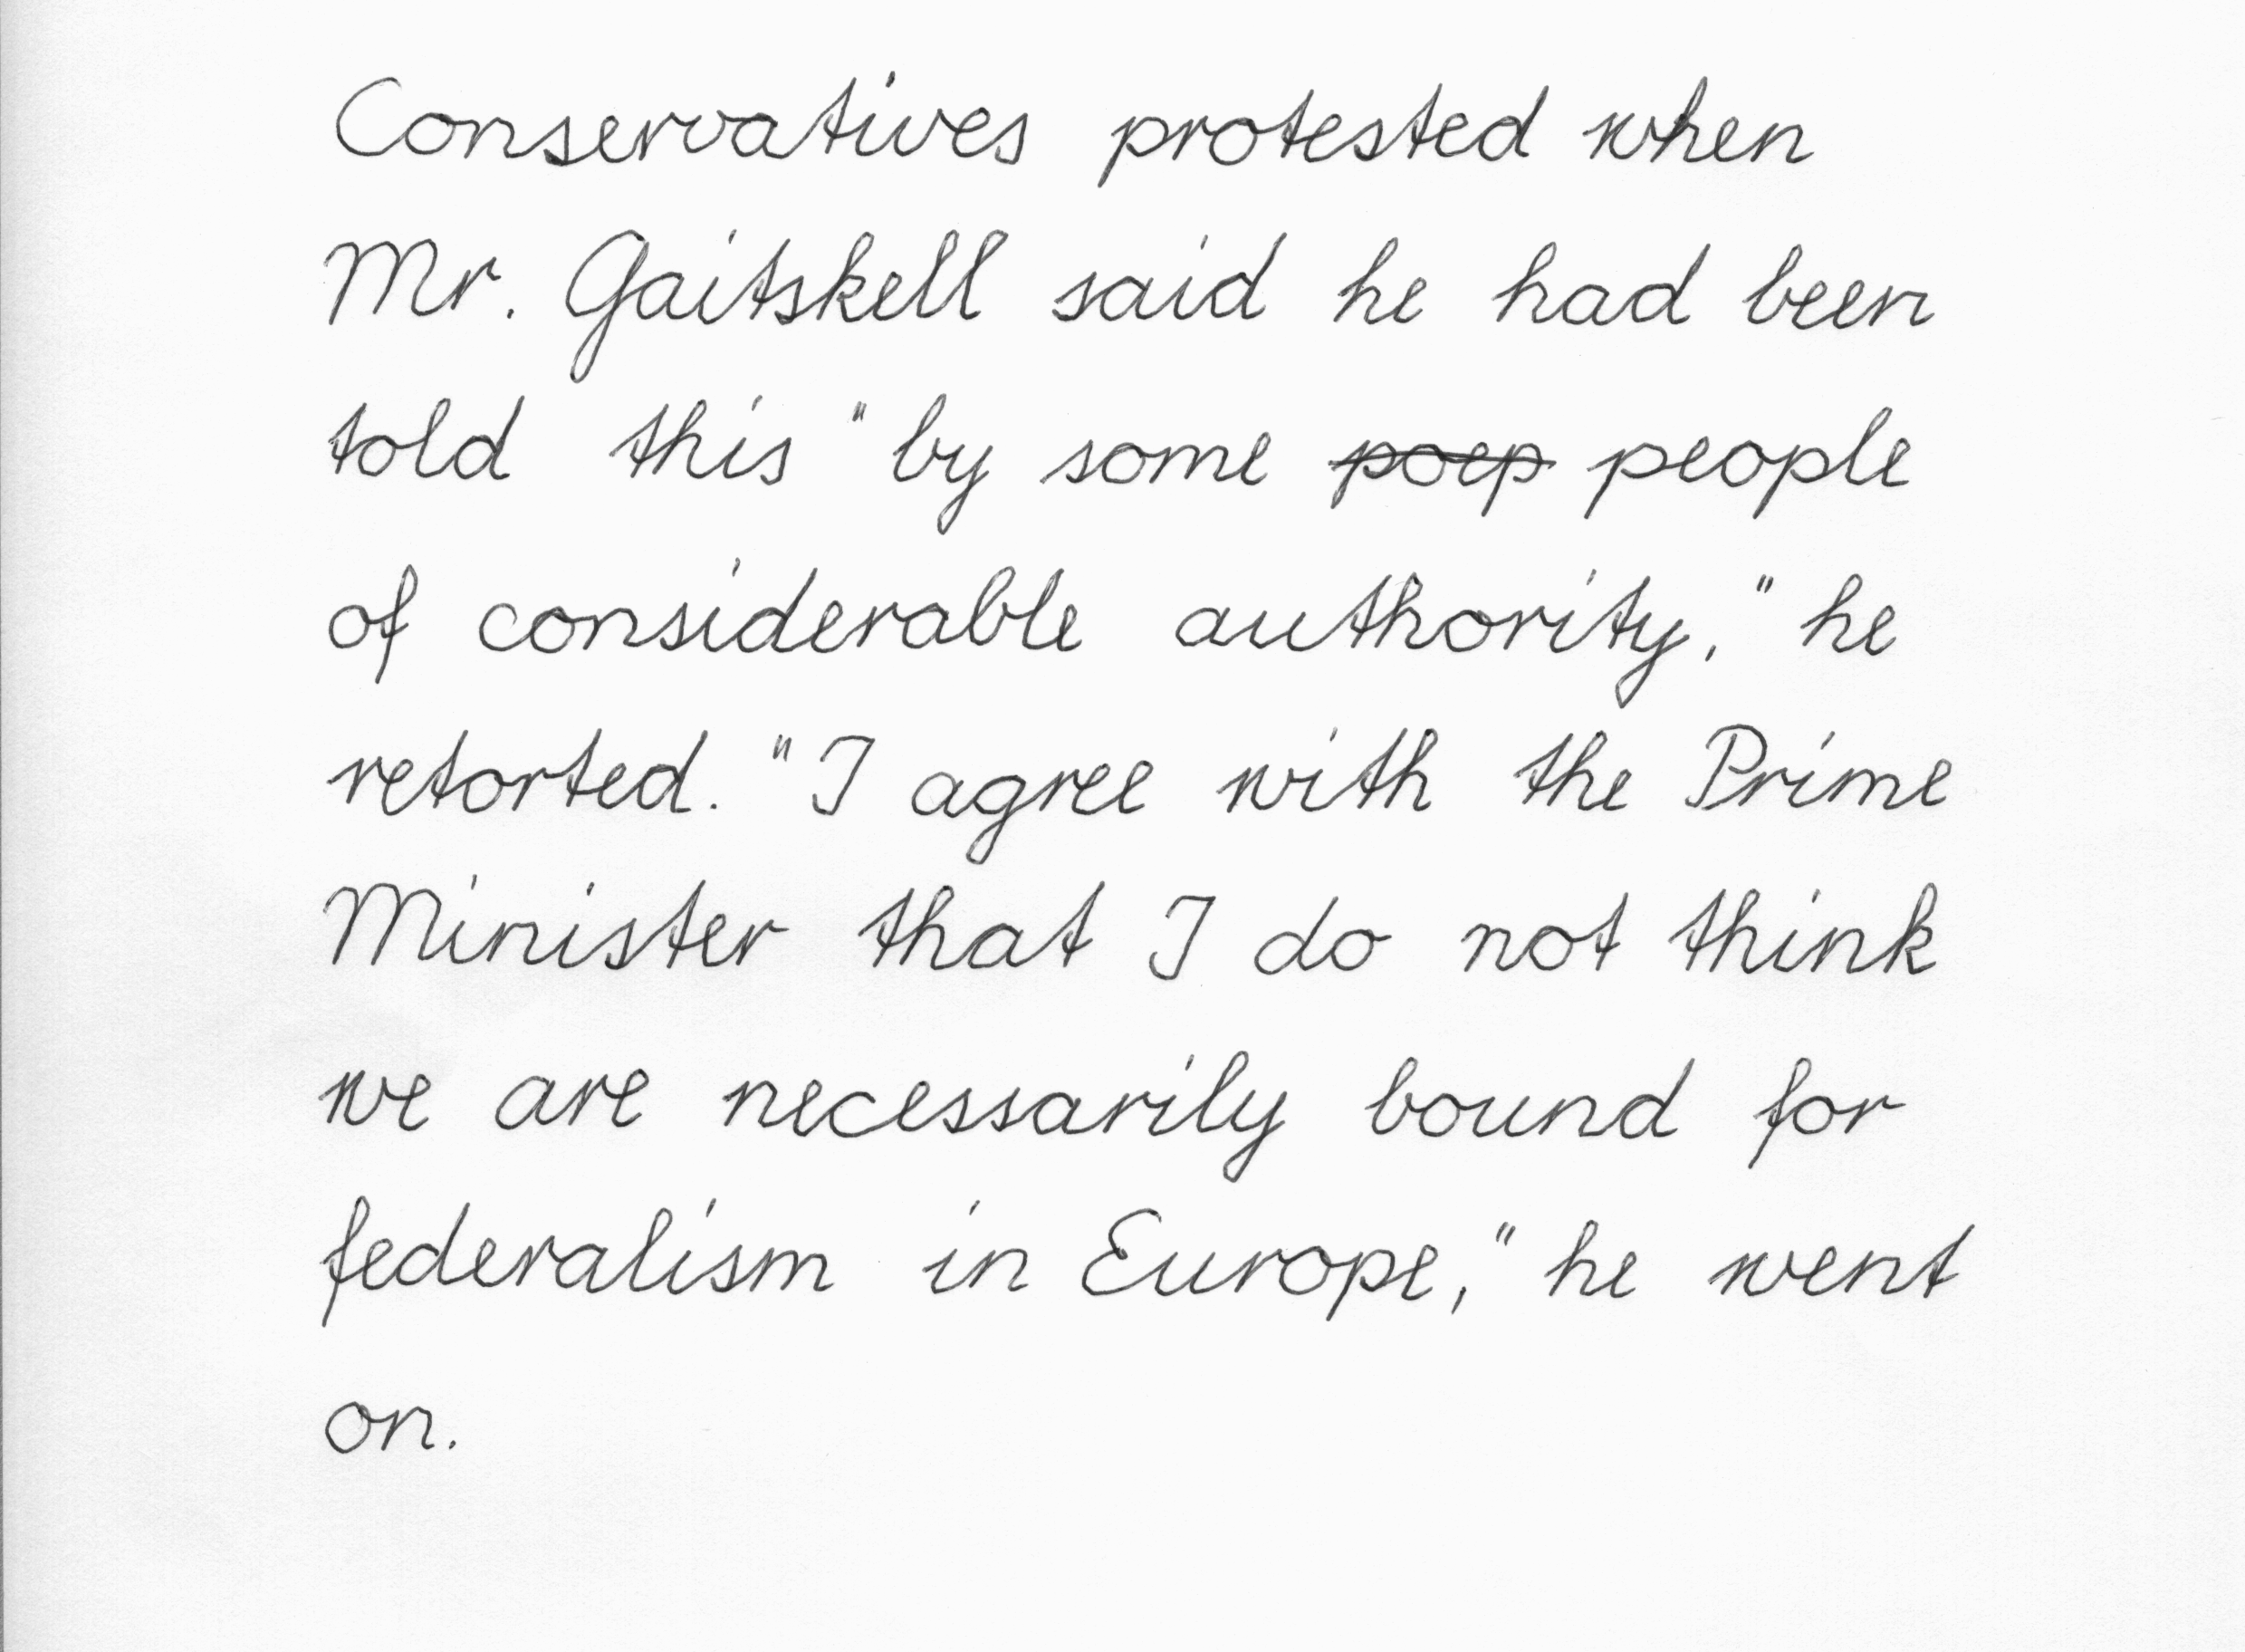 Conservatives protested when
Mr. Gaitskell said he had been
told this "by some poep people
of considerable authority," he
retorted. "I agree with the Prime
Minister that I do not think
we are necessarily bound for
federalism in Europe," he went
on.